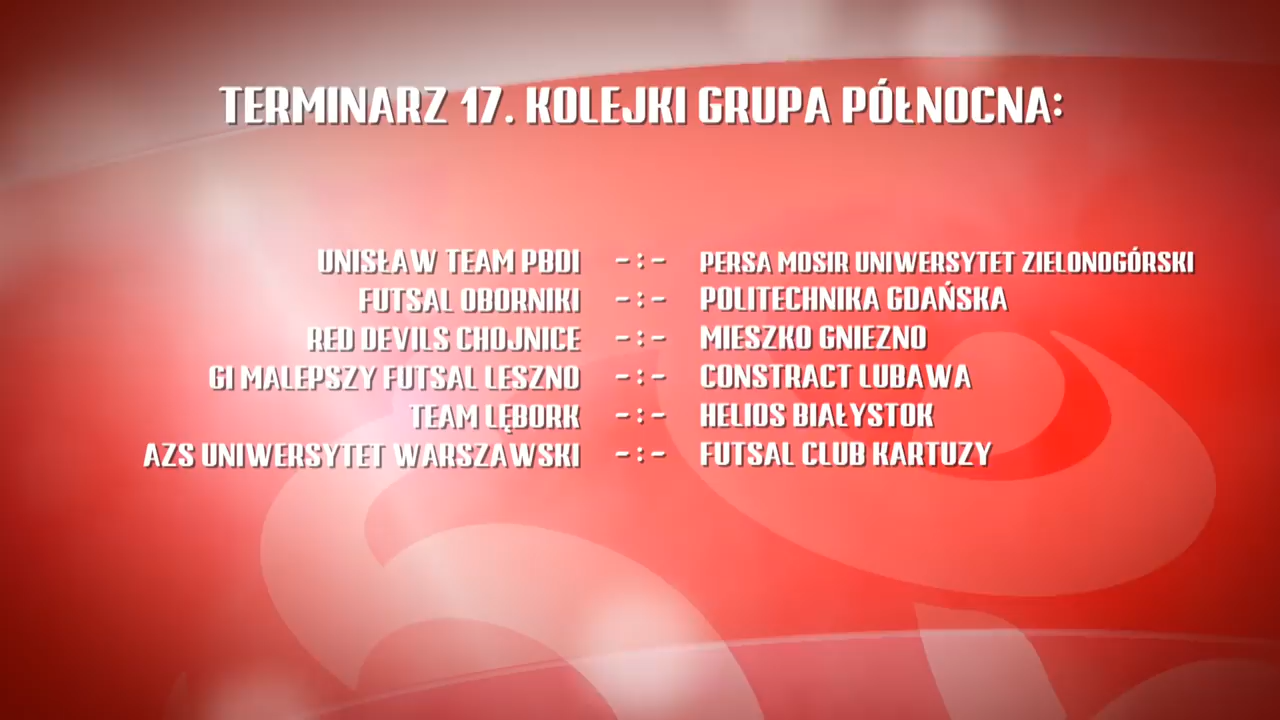 TERMINARZ 17. KOLEJKI GRUPA PÓŁNOCNA:
UNISŁAW TEAM PBDI - : - PERSA MOSIR UNIWERSYTET ZIELONOGÓRSKI
FUTSAL OBORNIKI - : - POLITECHNIKA GDAŃSKA
RED DEVILS CHOJNICE - : - MIESZKO GNIEZNO
GI MALEPSZY FUTSAL LESZNO - : - CONSTRACT LUBAWA
TEAM LĘBORK - : - HELIOS BIAŁYSTOK
AZS UNIWERSYTET WARSZAWSKI - : - FUTSAL CLUB KARTUZY